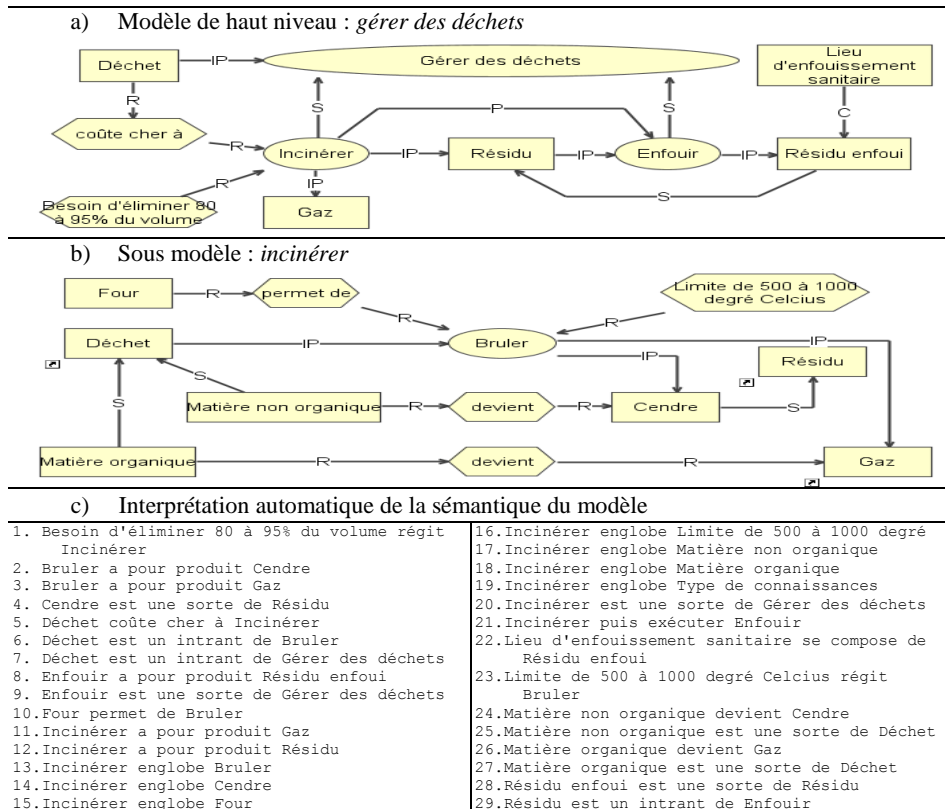 a) Modèle de haut niveau : gérer des déchets
Déchet
IP
Gérer des déchets
Lieu
d'enfouissement
sanitaire
R
S
P
S
C
coûte cher à
R
Incinérer
IP
Résidu
IP
Enfouir
IP
Résidu enfoui
R
IP
S
Besoin d'éliminer 80
à 95% du volume
Gaz
b) Sous modèle : incinérer
Four
R
permet de
Limite de 500 à 1000
degré Celcius
R
R
Déchet
IP
Bruler
IP
IP
Résidu
S
S
Matière non organique
R
devient
R
Cendre
S
Matière organique
R
devient
R
Gaz
c) Interprétation automatique de la sémantique du modèle
1. Besoin d'éliminer 80 à 95% du volume régit
Incinérer
2. Bruler a pour produit Cendre
3. Bruler a pour produit Gaz
4. Cendre est une sorte de Résidu
5. Déchet coûte cher à Incinérer
6. Déchet est un intrant de Bruler
7. Déchet est un intrant de Gérer des déchets
8. Enfouir a pour produit Résidu enfoui
9. Enfouir est une sorte de Gérer des déchets
10.Four permet de Bruler
11.Incinérer a pour produit Gaz
12.Incinérer a pour produit Résidu
13.Incinérer englobe Bruler
14.Incinérer englobe Cendre
15.Incinérer englobe Four
16.Incinérer englobe Limite de 500 à 1000 degré
17.Incinérer englobe Matière non organique
18.Incinérer englobe Matière organique
19.Incinérer englobe Type de connaissances
20.Incinérer est une sorte de Gérer des déchets
21.Incinérer puis exécuter Enfouir
22.Lieu d'enfouissement sanitaire se compose de
Résidu enfoui
23.Limite de 500 à 1000 degré Celcius régit
Bruler
24.Matière non organique devient Cendre
25.Matière non organique est une sorte de Déchet
26.Matière organique devient Gaz
27.Matière organique est une sorte de Déchet
28.Résidu enfoui est une sorte de Résidu
29.Résidu est un intrant de Enfouir